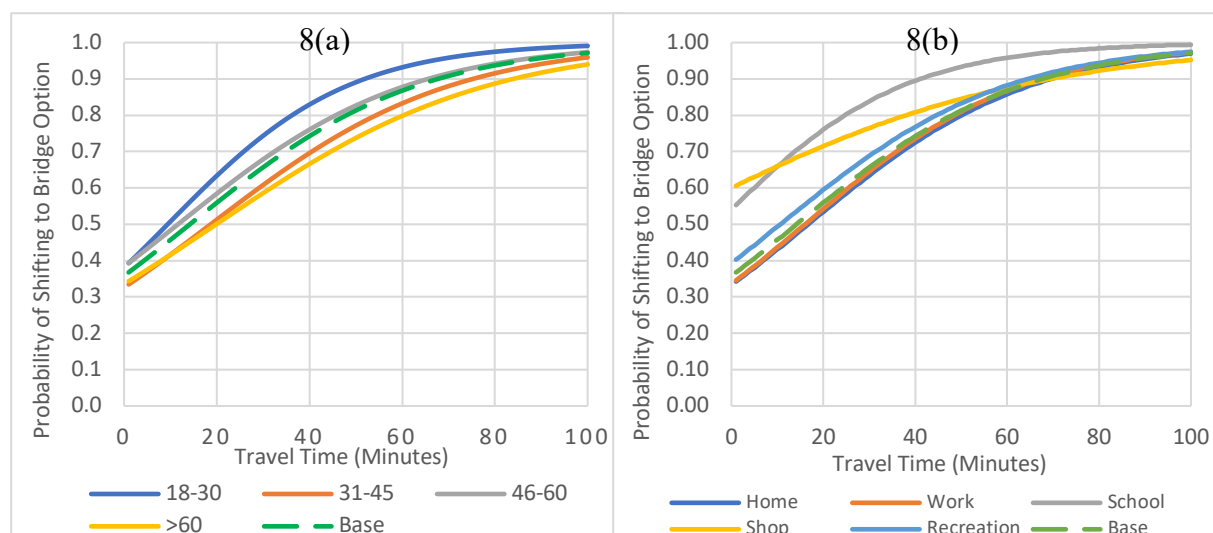 8(a)
Probability of Shifting to Bridge Option
1.0
0.9
0.8
0.7
0.6
0.5
0.4
0.3
0.2
0.1
0.0
0 20 40 60 80 100
Travel Time (Minutes)
18-30 31-45 46-60
>60 Base
8(b)
Probability of Shifting to Bridge Option
1.00
0.90
0.80
0.70
0.60
0.50
0.40
0.30
0.20
0.10
0.00
0 20 40 60 80 100
Travel Time (Minutes)
Home Work School
Shop Recreation Base